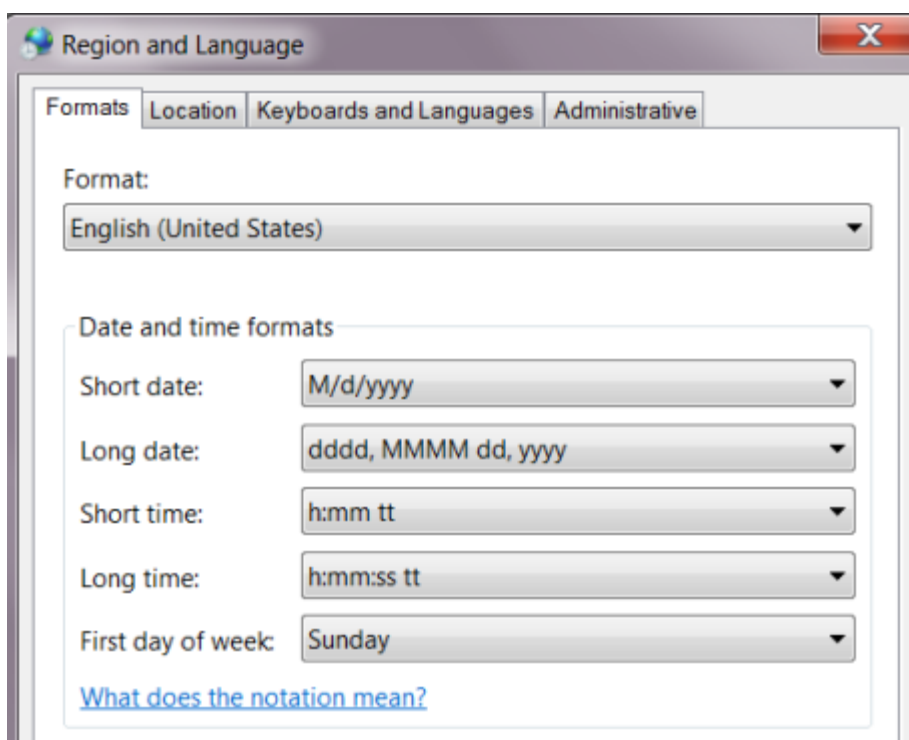 Region and Language
Formats Location Keyboards and Languages Administrative
Format:
English (United States)
Date and time formats
Short date: M/d/yyyy
Long date: dddd, MMMM dd, yyyy
Short time: h:mm tt
Long time: h:mm:ss tt
First day of week: Sunday
What does the notation mean?